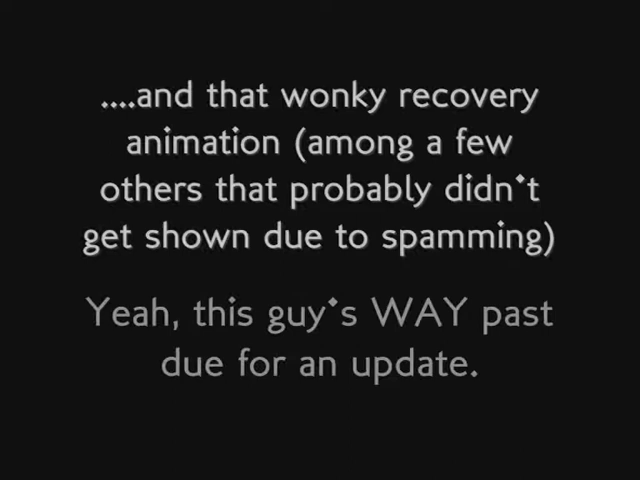 ....and that wonky recovery
animation (among a few
others that probably didn't
get shown due to spamming)
Yeah, this guy's WAY past
due for an update.